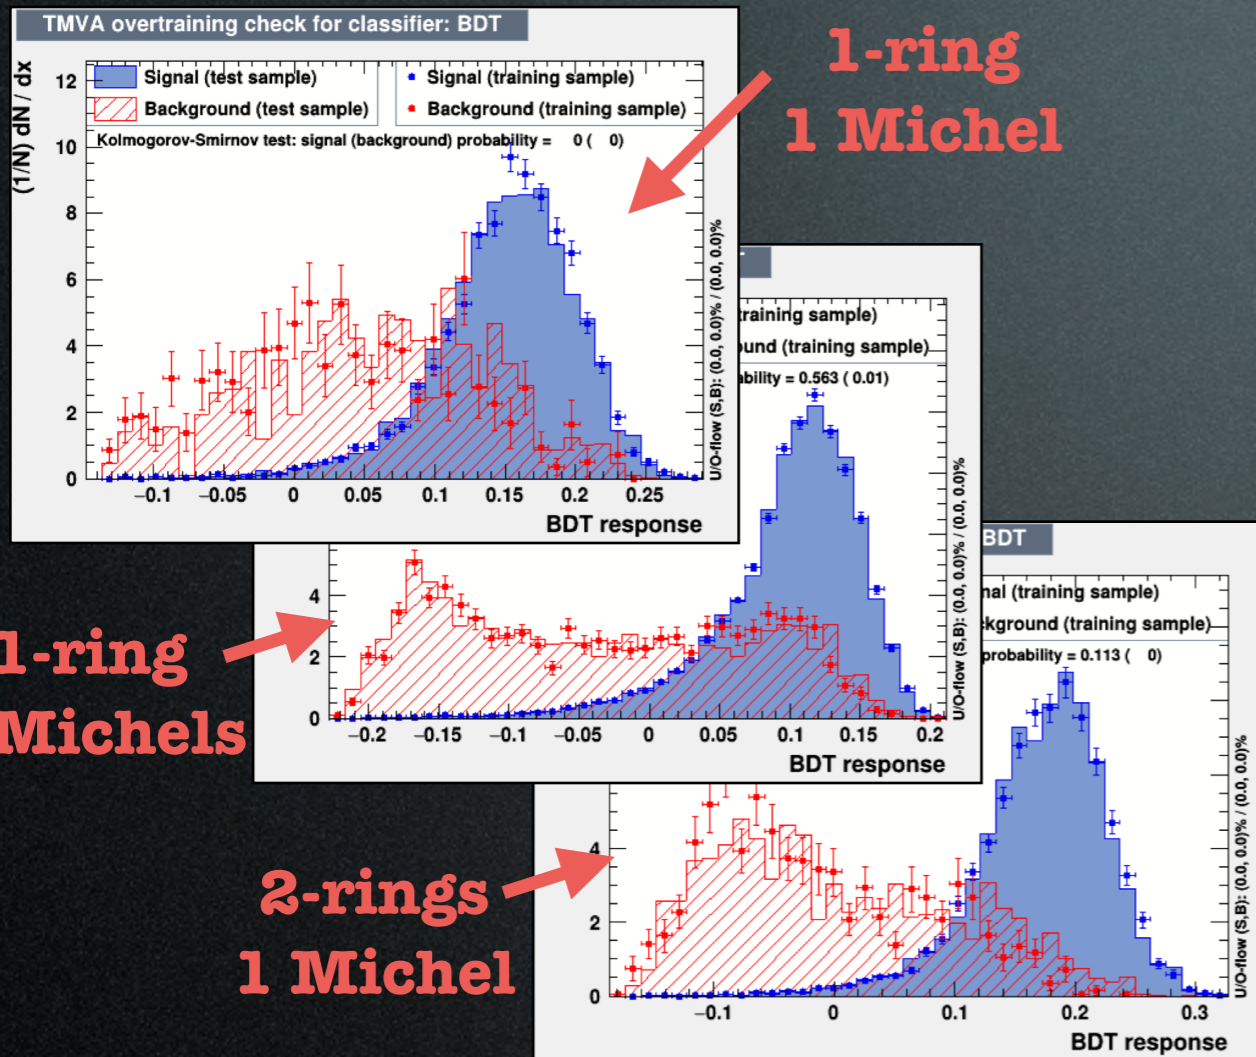 TMVA overtraining check for classifier: BDT
1-ring
1 Michel
(1/N) dN / dx
Signal (test sample)
Signal (training sample)
Background (test sample)
Background (training sample)
Kolmogorov-Smirnov test: signal (background) probability = 0 ( 0)
12
10
8
6
4
2
0
−0.1 −0.05 0 0.05 0.1 0.15 0.2 0.25
BDT response
U/O-flow (S,B): (0.0, 0.0)% / (0.0, 0.0)%
training sample)
(training sample)
= 0.563 ( 0.01)
1-ring
Michels
4
2
0
−0.2 −0.15 −0.1 −0.05 0 0.05 0.1 0.15 0.2
BDT response
U/O-flow (S,B): (0.0, 0.0)% / (0.0, 0.0)%
BDT
(training sample)
(training sample)
probability = 0.113 ( 0)
2-rings
1 Michel
4
2
0
−0.1 0 0.1 0.2 0.3
BDT response
U/O-flow (S,B): (0.0, 0.0)% / (0.0, 0.0)%